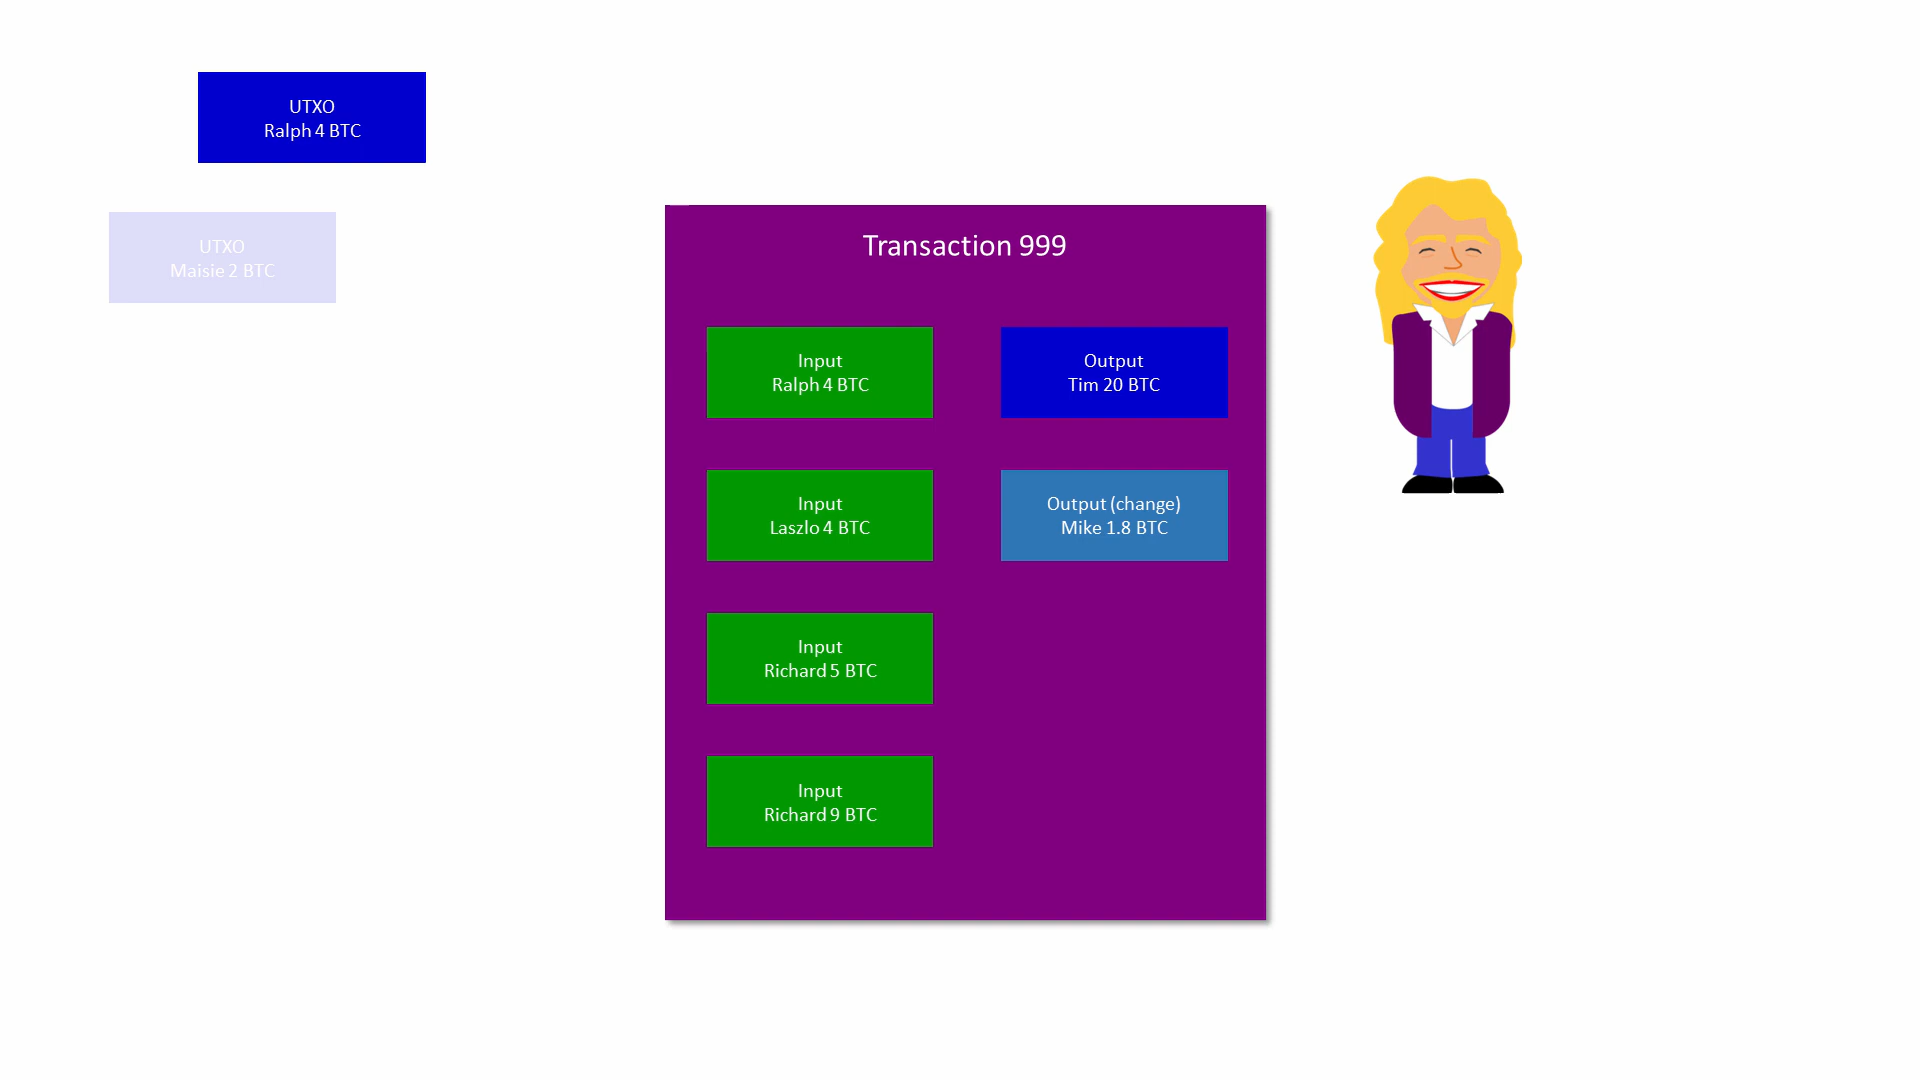 UTXO
Ralph 4 BTC
UTXO
Maisie 2 BTC
Transaction 999
Input
Ralph 4 BTC
Output
Tim 20 BTC
Input
Laszlo 4 BTC
Output (change)
Mike 1.8 BTC
Input
Richard 5 BTC
Input
Richard 9 BTC